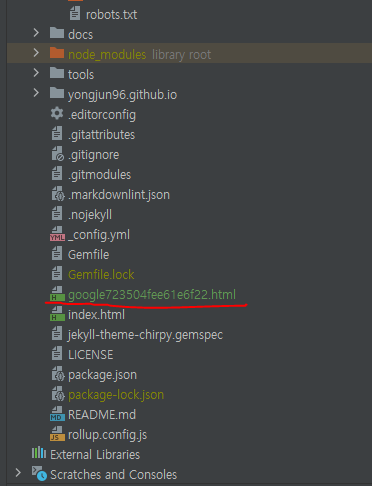 robots.txt
docs
node_modules library root
tools
yongjun96.github.io
.editorconfig
.gitattributes
.gitignore
.gitmodules
.markdownlint.json
.nojekyll
_config.yml
Gemfile
Gemfile.lock
google723504fee61e6f22.html
index.html
jekyll-theme-chirpy.gemspec
LICENSE
package.json
package-lock.json
README.md
rollup.config.js
External Libraries
Scratches and Consoles